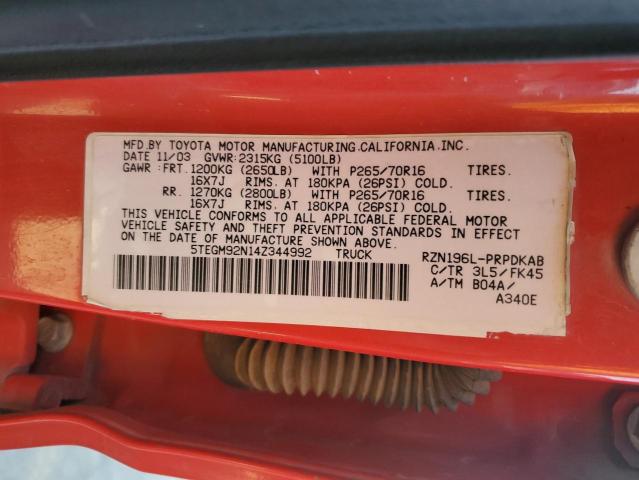 MFD.BY TOYOTA MOTOR MANUFACTURING.CALIFORNIA.INC.
DATE 11/03 GVWR:2315KG (5100LB)
GAWR: FRT.1200KG (2650LB) WITH P265/70R16 TIRES.
16X7J RIMS. AT 180KPA (26PSI) COLD.
RR. 1270KG (2800LB) WITH P265/70R16 TIRES.
16X7J RIMS. AT 180KPA (26PSI) COLD.
THIS VEHICLE CONFORMS TO ALL APPLICABLE FEDERAL MOTOR
VEHICLE SAFETY AND THEFT PREVENTION STANDARDS IN EFFECT
ON THE DATE OF MANUFACTURE SHOWN ABOVE.
5TEGM92N14Z344992 TRUCK RZN196L-PRPDKAB
C/TR 3L5/FK45
A/TM B04A/
A340E